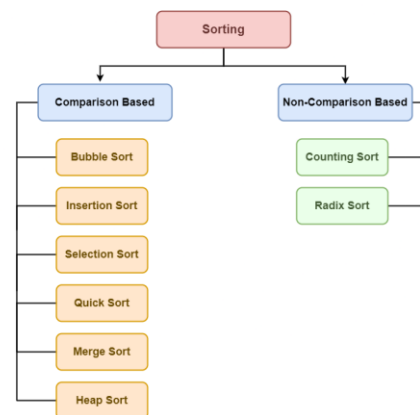 Sorting
Comparison Based
Non-Comparison Based
Bubble Sort
Counting Sort
Insertion Sort
Radix Sort
Selection Sort
Quick Sort
Merge Sort
Heap Sort